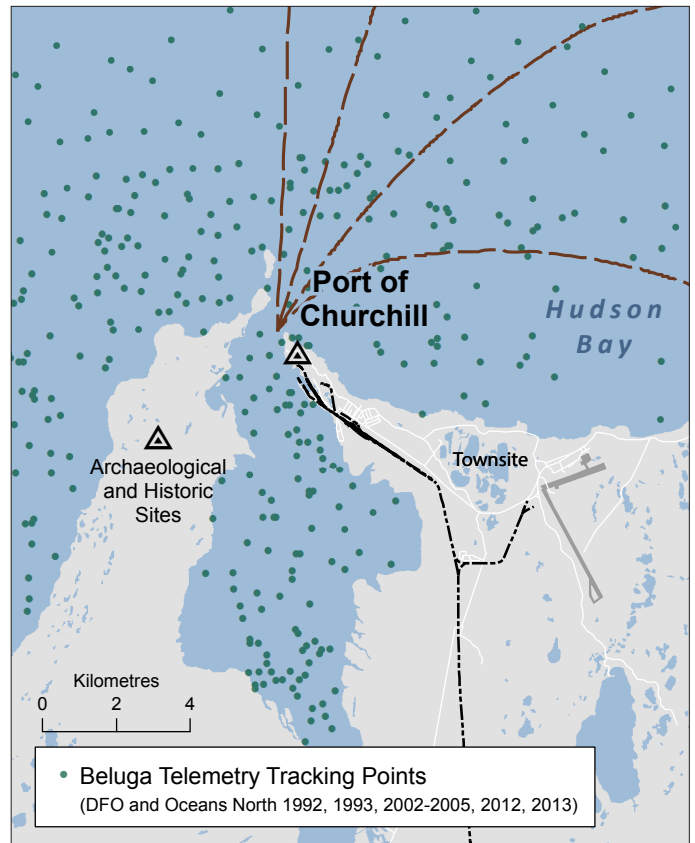 Port of
Churchill
Hudson
Bay
Townsite
Archaeological
and Historic
Sites
Kilometres
0 2 4
Beluga Telemetry Tracking Points
(DFO and Oceans North 1992, 1993, 2002-2005, 2012, 2013)